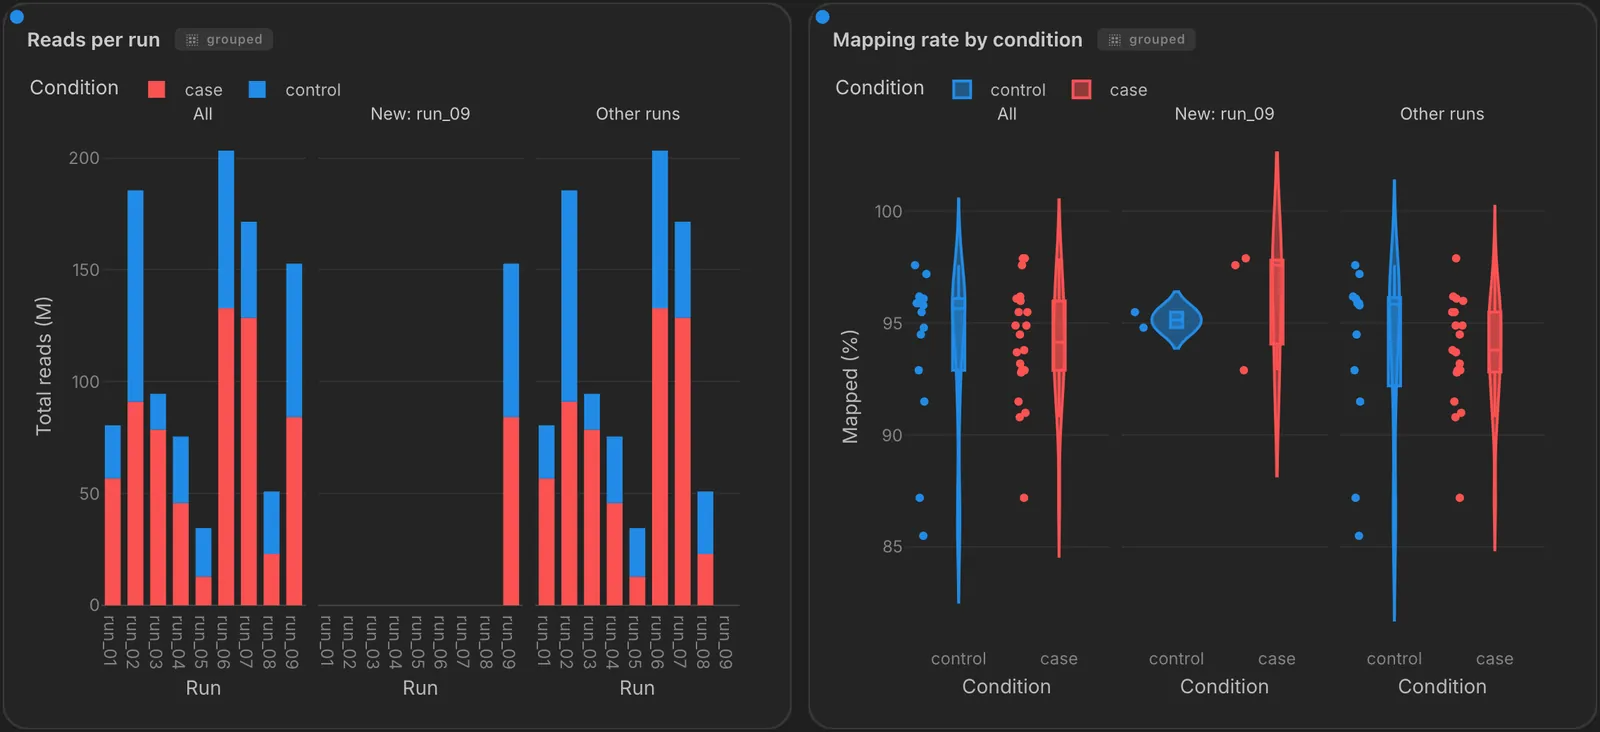 Reads per run grouped
Condition case control
All New: run_09 Other runs
200
150
100
50
0
Total reads (M)
run_01 run_02 run_03 run_04 run_05 run_06 run_07 run_08 run_09
run_01 run_02 run_03 run_04 run_05 run_06 run_07 run_08 run_09
run_01 run_02 run_03 run_04 run_05 run_06 run_07 run_08 run_09
Run Run Run
Mapping rate by condition grouped
Condition control case
All New: run_09 Other runs
100
95
90
85
Mapped (%)
control case control case control case
Condition Condition Condition